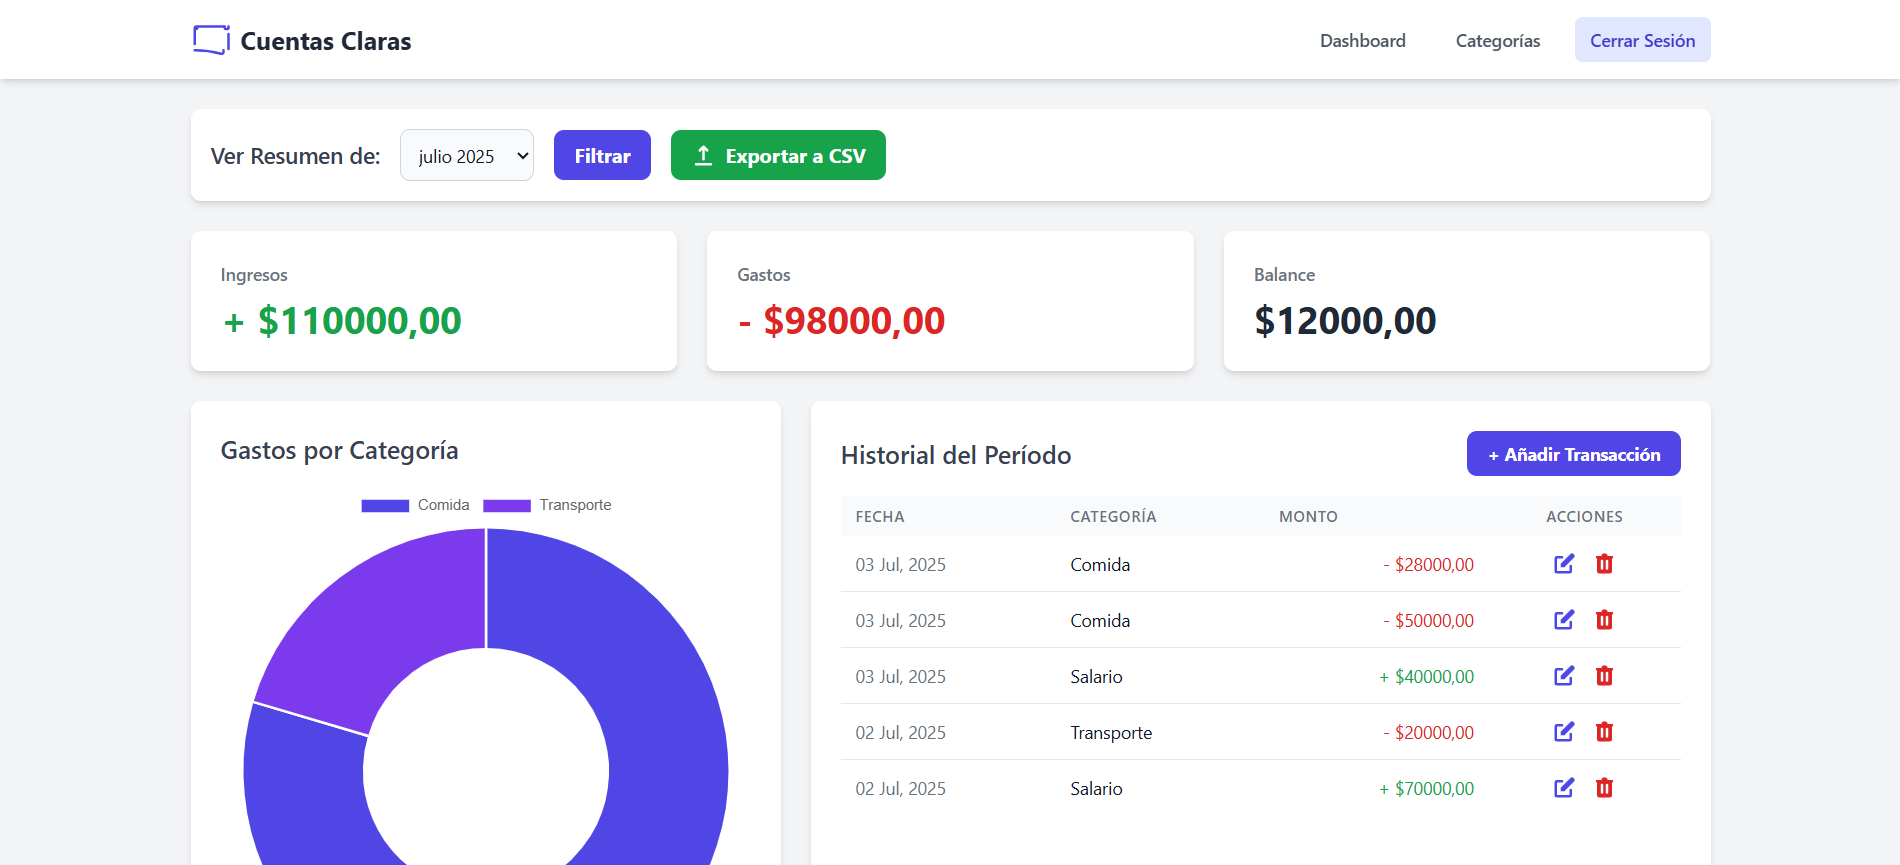 Cuentas Claras
Dashboard Categorías Cerrar Sesión
Ver Resumen de: julio 2025 Filtrar Exportar a CSV
Ingresos
+ $110000,00
Gastos
- $98000,00
Balance
$12000,00
Gastos por Categoría
Comida Transporte
Historial del Período
+ Añadir Transacción
FECHA CATEGORÍA MONTO ACCIONES
03 Jul, 2025 Comida - $28000,00
03 Jul, 2025 Comida - $50000,00
03 Jul, 2025 Salario + $40000,00
02 Jul, 2025 Transporte - $20000,00
02 Jul, 2025 Salario + $70000,00